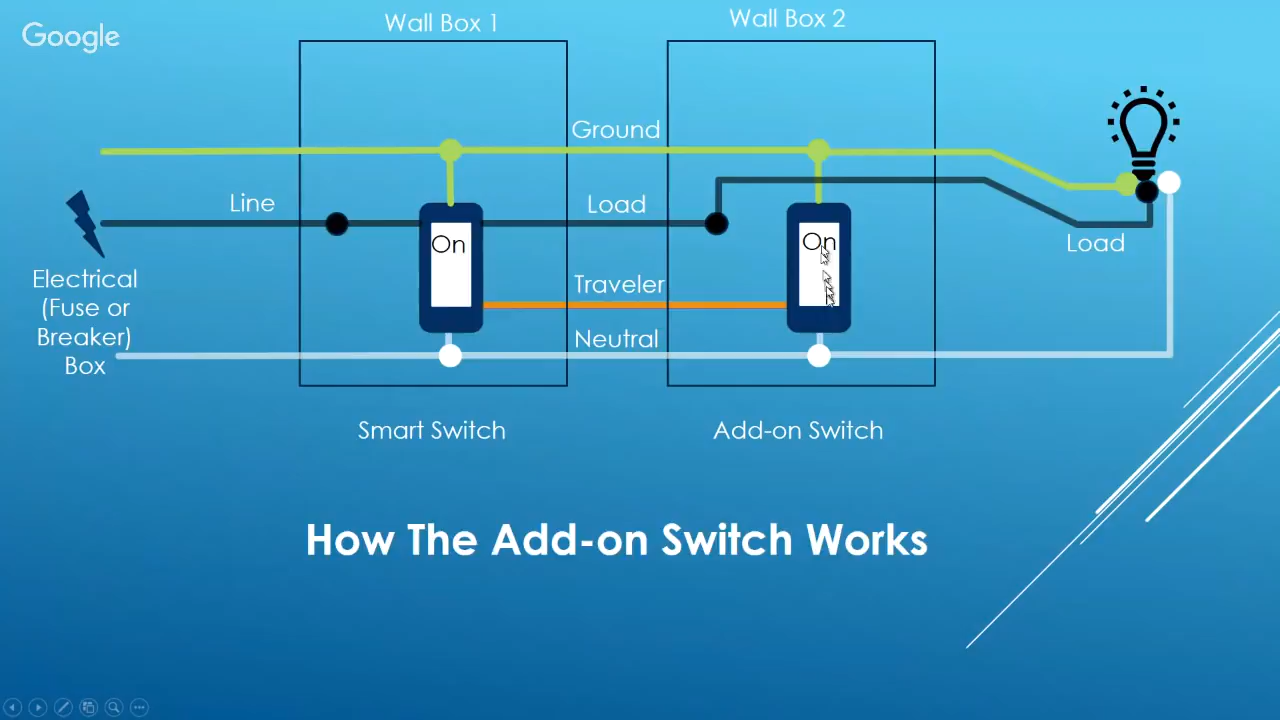 Google
Wall Box 1
Wall Box 2
Ground
Line
Load
On
On
Load
Electrical
(Fuse or
Breaker)
Box
Traveler
Neutral
Smart Switch
Add-on Switch
How The Add-on Switch Works